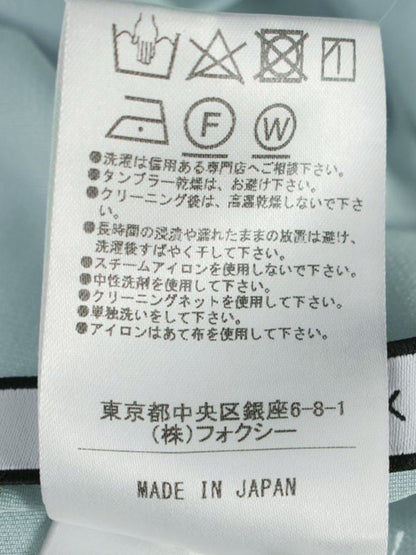 F
W
●洗濯は信用ある専門店へご相談下さい。
●タンブラー乾燥は、お避け下さい。
●クリーニング後は、高温乾燥しないで下さ
い。
●長時間の浸漬や濡れたままの放置は避け、
洗濯後すばやく干して下さい。
●スチームアイロンを使用しないで下さい。
●中性洗剤を使用して下さい。
●クリーニングネットを使用して下さい。
●単独洗いをして下さい。
●アイロンはあて布を使用して下さい。
東京都中央区銀座6-8-1
(株)フォクシー
MADE IN JAPAN